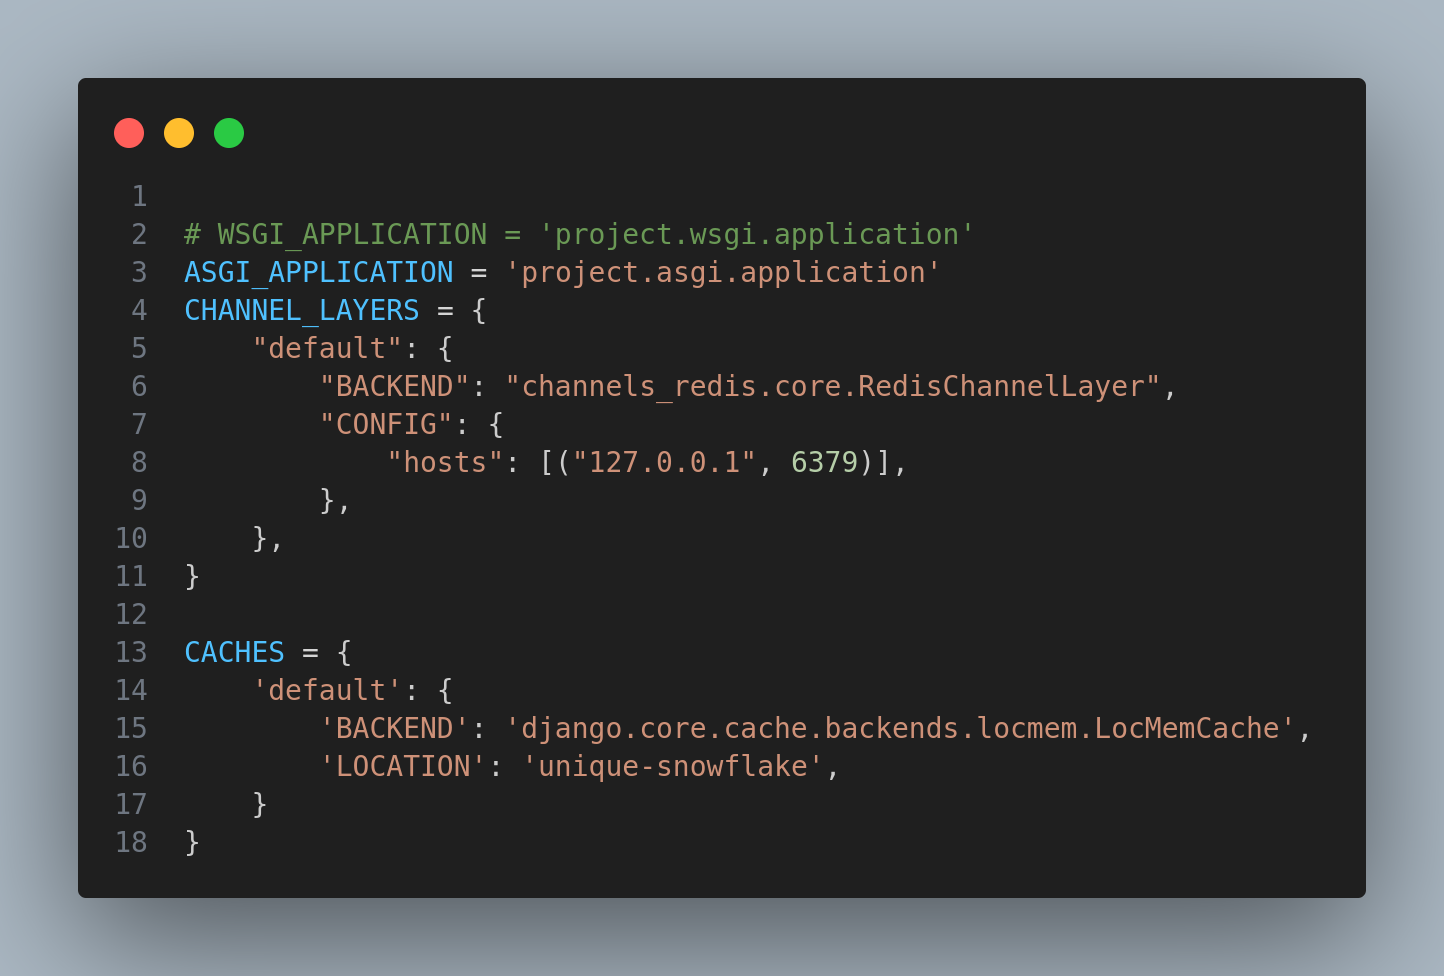 1
2 # WSGI_APPLICATION = 'project.wsgi.application'
3 ASGI_APPLICATION = 'project.asgi.application'
4 CHANNEL_LAYERS = {
5     "default": {
6         "BACKEND": "channels_redis.core.RedisChannelLayer",
7         "CONFIG": {
8             "hosts": [("127.0.0.1", 6379)],
9         },
10     },
11 }
12
13 CACHES = {
14     'default': {
15         'BACKEND': 'django.core.cache.backends.locmem.LocMemCache',
16         'LOCATION': 'unique-snowflake',
17     }
18 }